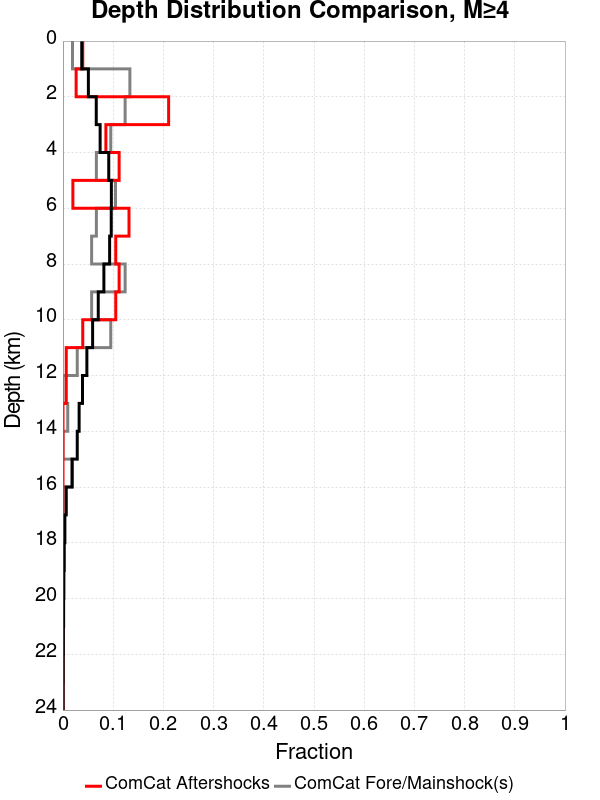 Depth Distribution Comparison, M≥4
0
2
4
6
8
10
12
14
16
18
20
22
24
Depth (km)
0 0.1 0.2 0.3 0.4 0.5 0.6 0.7 0.8 0.9 1
Fraction
ComCat Aftershocks ComCat Fore/Mainshock(s)